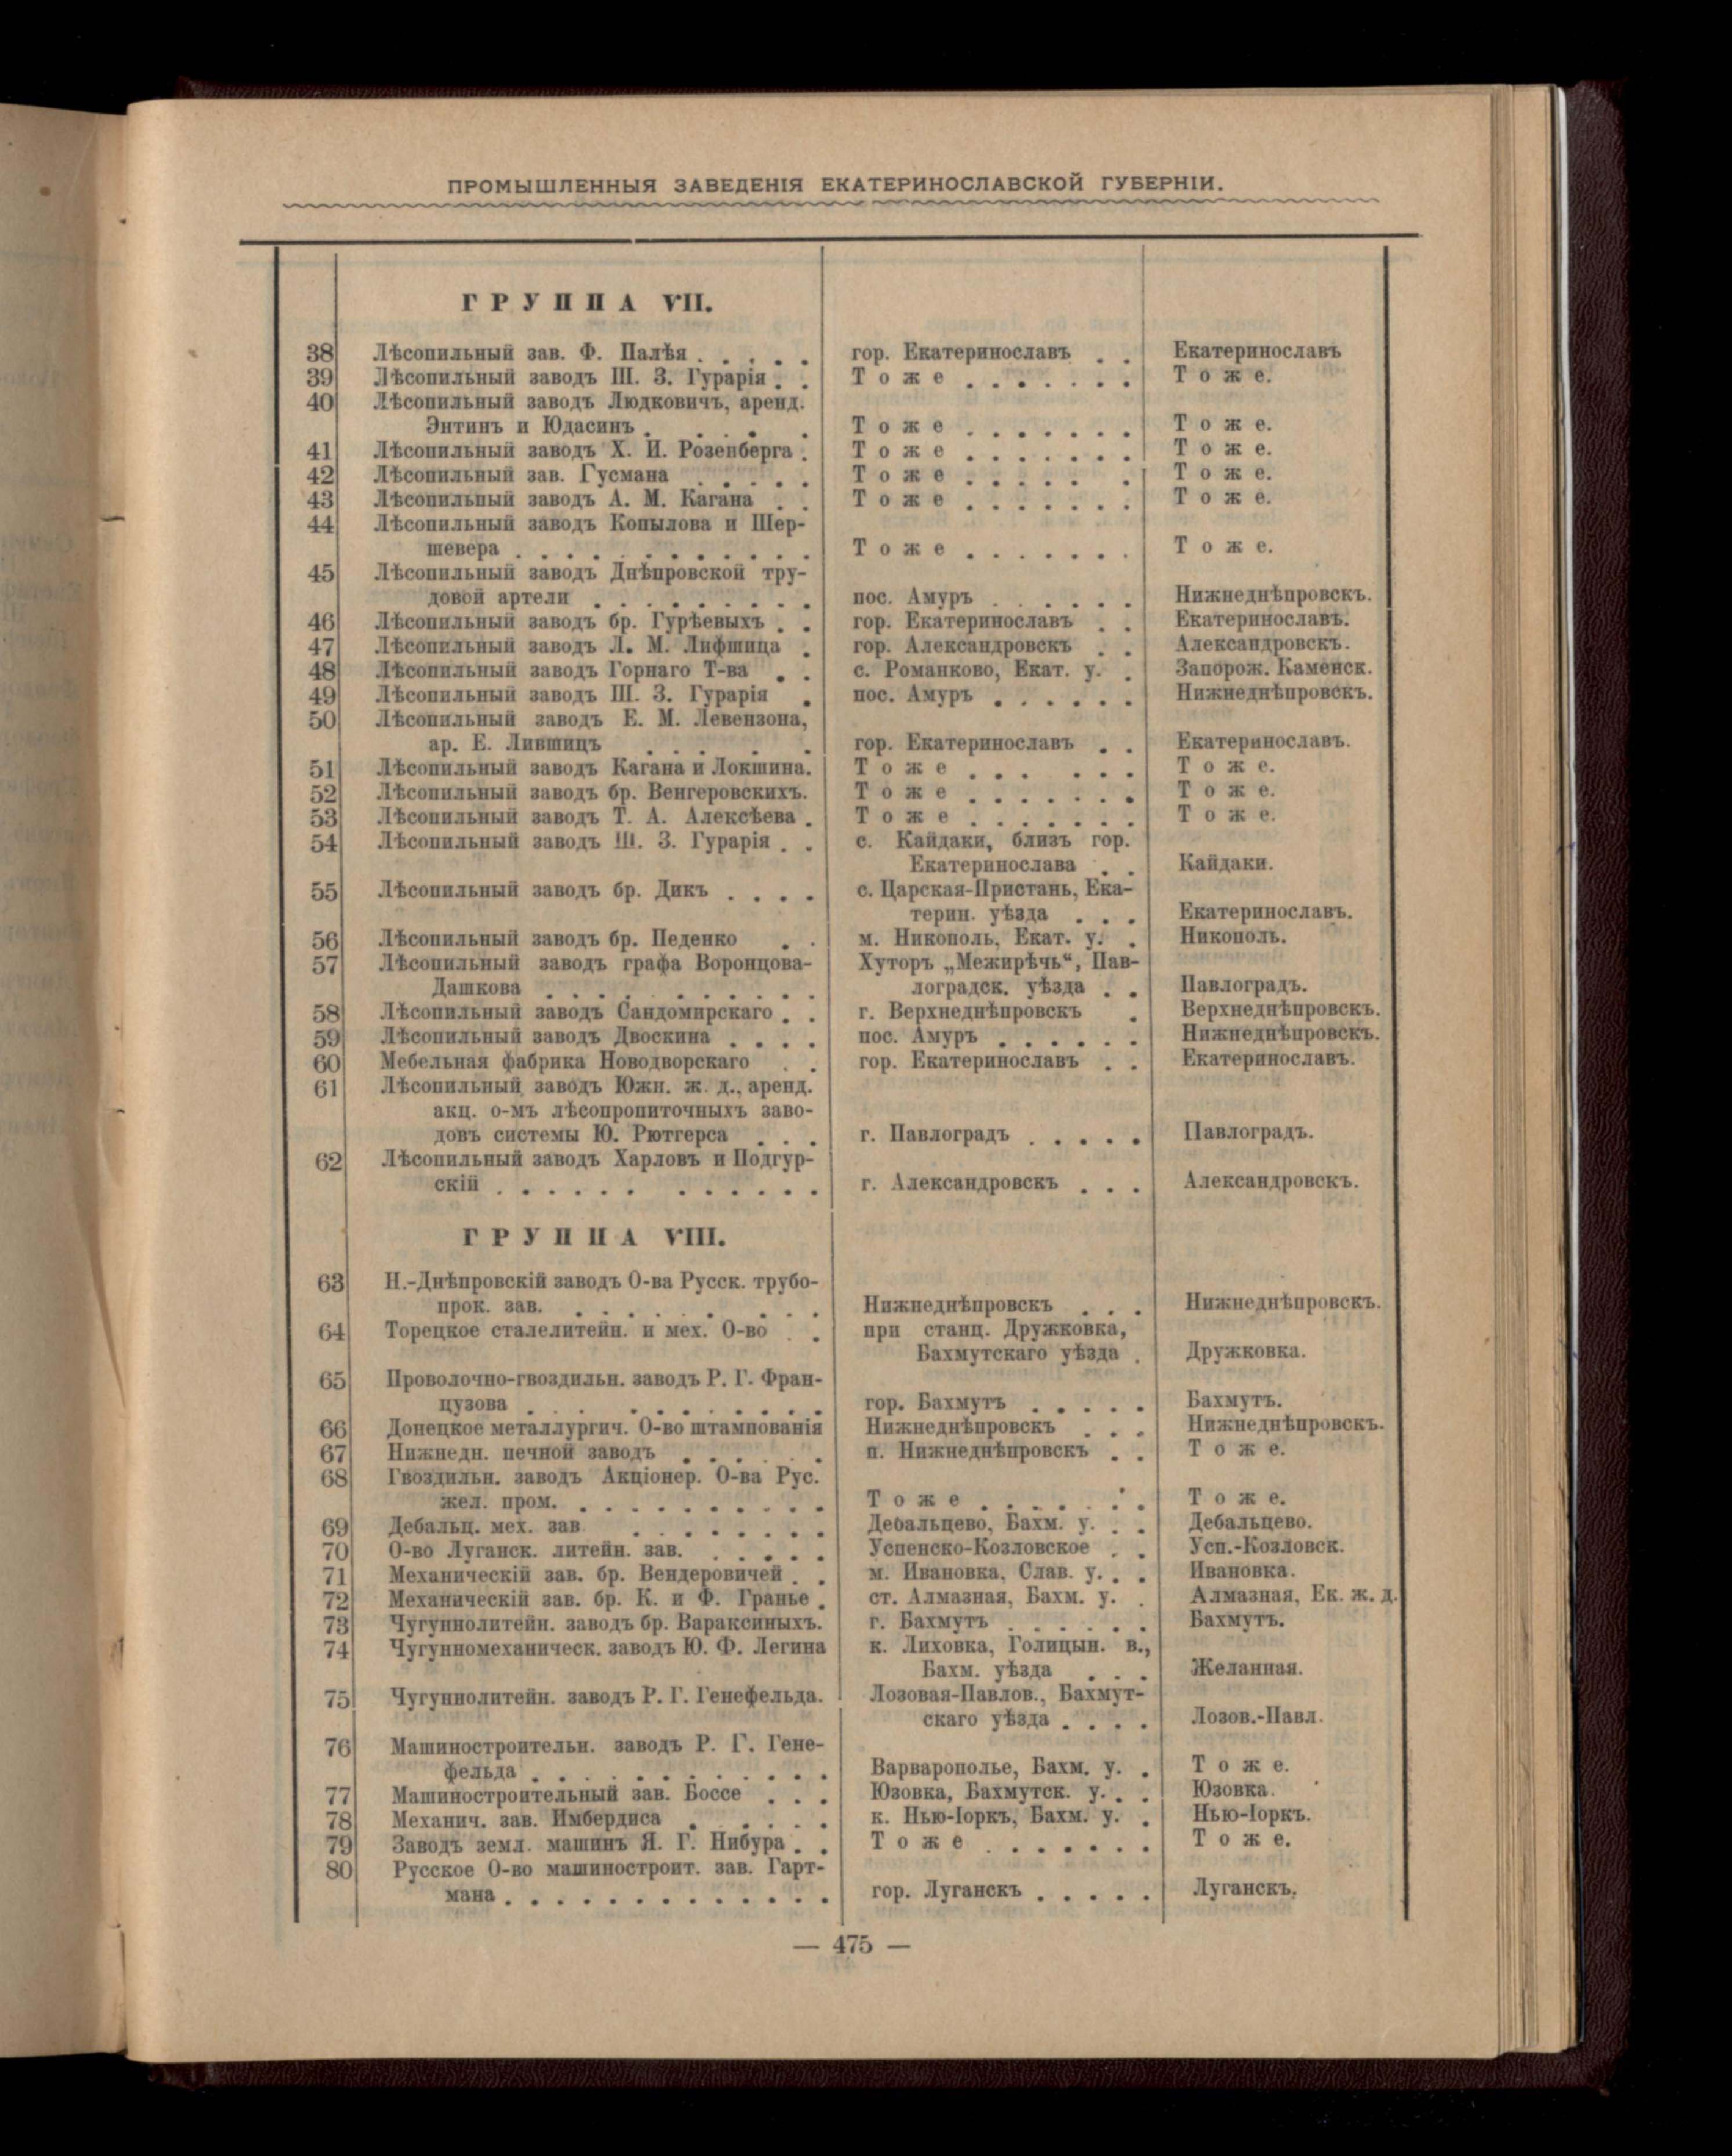 ПРОМЫШЛЕННЫЯ ЗАВЕДЕНІЯ ЕКАТЕРИНОСЛАВСКОЙ ГУБЕРНІИ.
ГРУППА VII.
38 Лѣсопильный зав. Ф. Палѣя . . . . . гор. Екатеринославъ . . Екатеринославъ
39 Лѣсопильный заводъ Ш. З. Гурарія . . Тоже . . . . . . . Тоже.
40 Лѣсопильный заводъ Людковичъ, аренд.
Энтинъ и Юдасинъ . . . . . Тоже . . . . . . . Тоже.
41 Лѣсопильный заводъ Х. И. Розенберга . Тоже . . . . . . . Тоже.
42 Лѣсопильный зав. Гусмана . . . . . Тоже . . . . . . Тоже.
43 Лѣсопильный заводъ А. М. Кагана . . Тоже . . . . . . . Тоже.
44 Лѣсопильный заводъ Копылова и Шер-
шевера . . . . . . . . . . . . Тоже . . . . . . . Тоже.
45 Лѣсопильный заводъ Днѣпровской тру-
довой артели . . . . . . . . . пос. Амуръ . . . . . . Нижнеднѣпровскъ.
46 Лѣсопильный заводъ бр. Гурѣевыхъ . . гор. Екатеринославъ . . Екатеринославъ.
47 Лѣсопильный заводъ Л. М. Лифшица . гор. Александровскъ . . Александровскъ.
48 Лѣсопильный заводъ Горнаго Т-ва . . с. Романково, Екат. у. . Запорож. Каменск.
49 Лѣсопильный заводъ Ш. З. Гурарія . пос. Амуръ . . . . . . Нижнеднѣпровскъ.
50 Лѣсопильный заводъ Е. М. Левензона,
ар. Е. Лившицъ . . . . . гор. Екатеринославъ . . Екатеринославъ.
51 Лѣсопильный заводъ Кагана и Локшина. Тоже . . . . . . Тоже.
52 Лѣсопильный заводъ бр. Венгеровскихъ. Тоже . . . . . . . Тоже.
53 Лѣсопильный заводъ Т. А. Алексѣева . Тоже . . . . . . . Тоже.
54 Лѣсопильный заводъ Ш. З. Гурарія . . с. Кайдаки, близъ гор.
Екатеринослава . . Кайдаки.
55 Лѣсопильный заводъ бр. Дикъ . . . . с. Царская-Пристань, Ека-
терин. уѣзда . . . Екатеринославъ.
56 Лѣсопильный заводъ бр. Педенко . . м. Никополь, Екат. у. . Никополь.
57 Лѣсопильный заводъ графа Воронцова- Хуторъ „Межирѣчь“, Пав-
Дашкова . . . . . . . . . . лоградск. уѣзда . . Павлоградъ.
58 Лѣсопильный заводъ Сандомирскаго . . г. Верхнеднѣпровскъ . Верхнеднѣпровскъ.
59 Лѣсопильный заводъ Двоскина . . . . пос. Амуръ . . . . . . Нижнеднѣпровскъ.
60 Мебельная фабрика Новодворскаго . . гор. Екатеринославъ . . Екатеринославъ.
61 Лѣсопильный заводъ Южн. ж. д., аренд.
акц. о-мъ лѣсопропиточныхъ заво-
довъ системы Ю. Рютгерса . . . г. Павлоградъ . . . . . Павлоградъ.
62 Лѣсопильный заводъ Харловъ и Подгур-
скій . . . . . . . . . . . . г. Александровскъ . . . Александровскъ.
ГРУППА VIII.
63 Н.-Днѣпровскій заводъ О-ва Русск. трубо-
прок. зав. . . . . . . . . . Нижнеднѣпровскъ . . . Нижнеднѣпровскъ.
64 Торецкое сталелитейн. и мех. О-во . . при станц. Дружковка,
Бахмутскаго уѣзда . Дружковка.
65 Проволочно-гвоздильн. заводъ Р. Г. Фран-
цузова . . . . . . . . . . гор. Бахмутъ . . . . . Бахмутъ.
66 Донецкое металлургич. О-во штампованія Нижнеднѣпровскъ . . . Нижнеднѣпровскъ.
67 Нижнедн. печной заводъ . . . . . . п. Нижнеднѣпровскъ . . Тоже.
68 Гвоздильн. заводъ Акціонер. О-ва Рус.
жел. пром. . . . . . . . . . . Тоже . . . . . . . Тоже.
69 Дебальц. мех. зав. . . . . . . . . Дебальцево, Бахм. у. . . Дебальцево.
70 О-во Луганск. литейн. зав. . . . . . Успенско-Козловское . . Усп.-Козловск.
71 Механическій зав. бр. Вендеровичей . . м. Ивановка, Слав. у. . . Ивановка.
72 Механическій зав. бр. К. и Ф. Гранье . ст. Алмазная, Бахм. у. . Алмазная, Ек. ж. д.
73 Чугуннолитейн. заводъ бр. Вараксиныхъ. г. Бахмутъ . . . . . . Бахмутъ.
74 Чугунномеханическ. заводъ Ю. Ф. Легина к. Лиховка, Голицын. в.,
Бахм. уѣзда . . . Желанная.
75 Чугуннолитейн. заводъ Р. Г. Генефельда. Лозовая-Павлов., Бахмут-
скаго уѣзда . . . . Лозов.-Павл.
76 Машиностроительн. заводъ Р. Г. Гене-
фельда . . . . . . . . . . . . Варварополье, Бахм. у. . Тоже.
77 Машиностроительный зав. Боссе . . . Юзовка, Бахмутск. у. . . Юзовка.
78 Механич. зав. Имбердиса . . . . . к. Нью-Іоркъ, Бахм. у. . Нью-Іоркъ.
79 Заводъ земл. машинъ Я. Г. Нибура . . Тоже . . . . . . . Тоже.
80 Русское О-во машиностроит. зав. Гарт-
мана . . . . . . . . . . . . . гор. Луганскъ . . . . . Луганскъ.
— 475 —